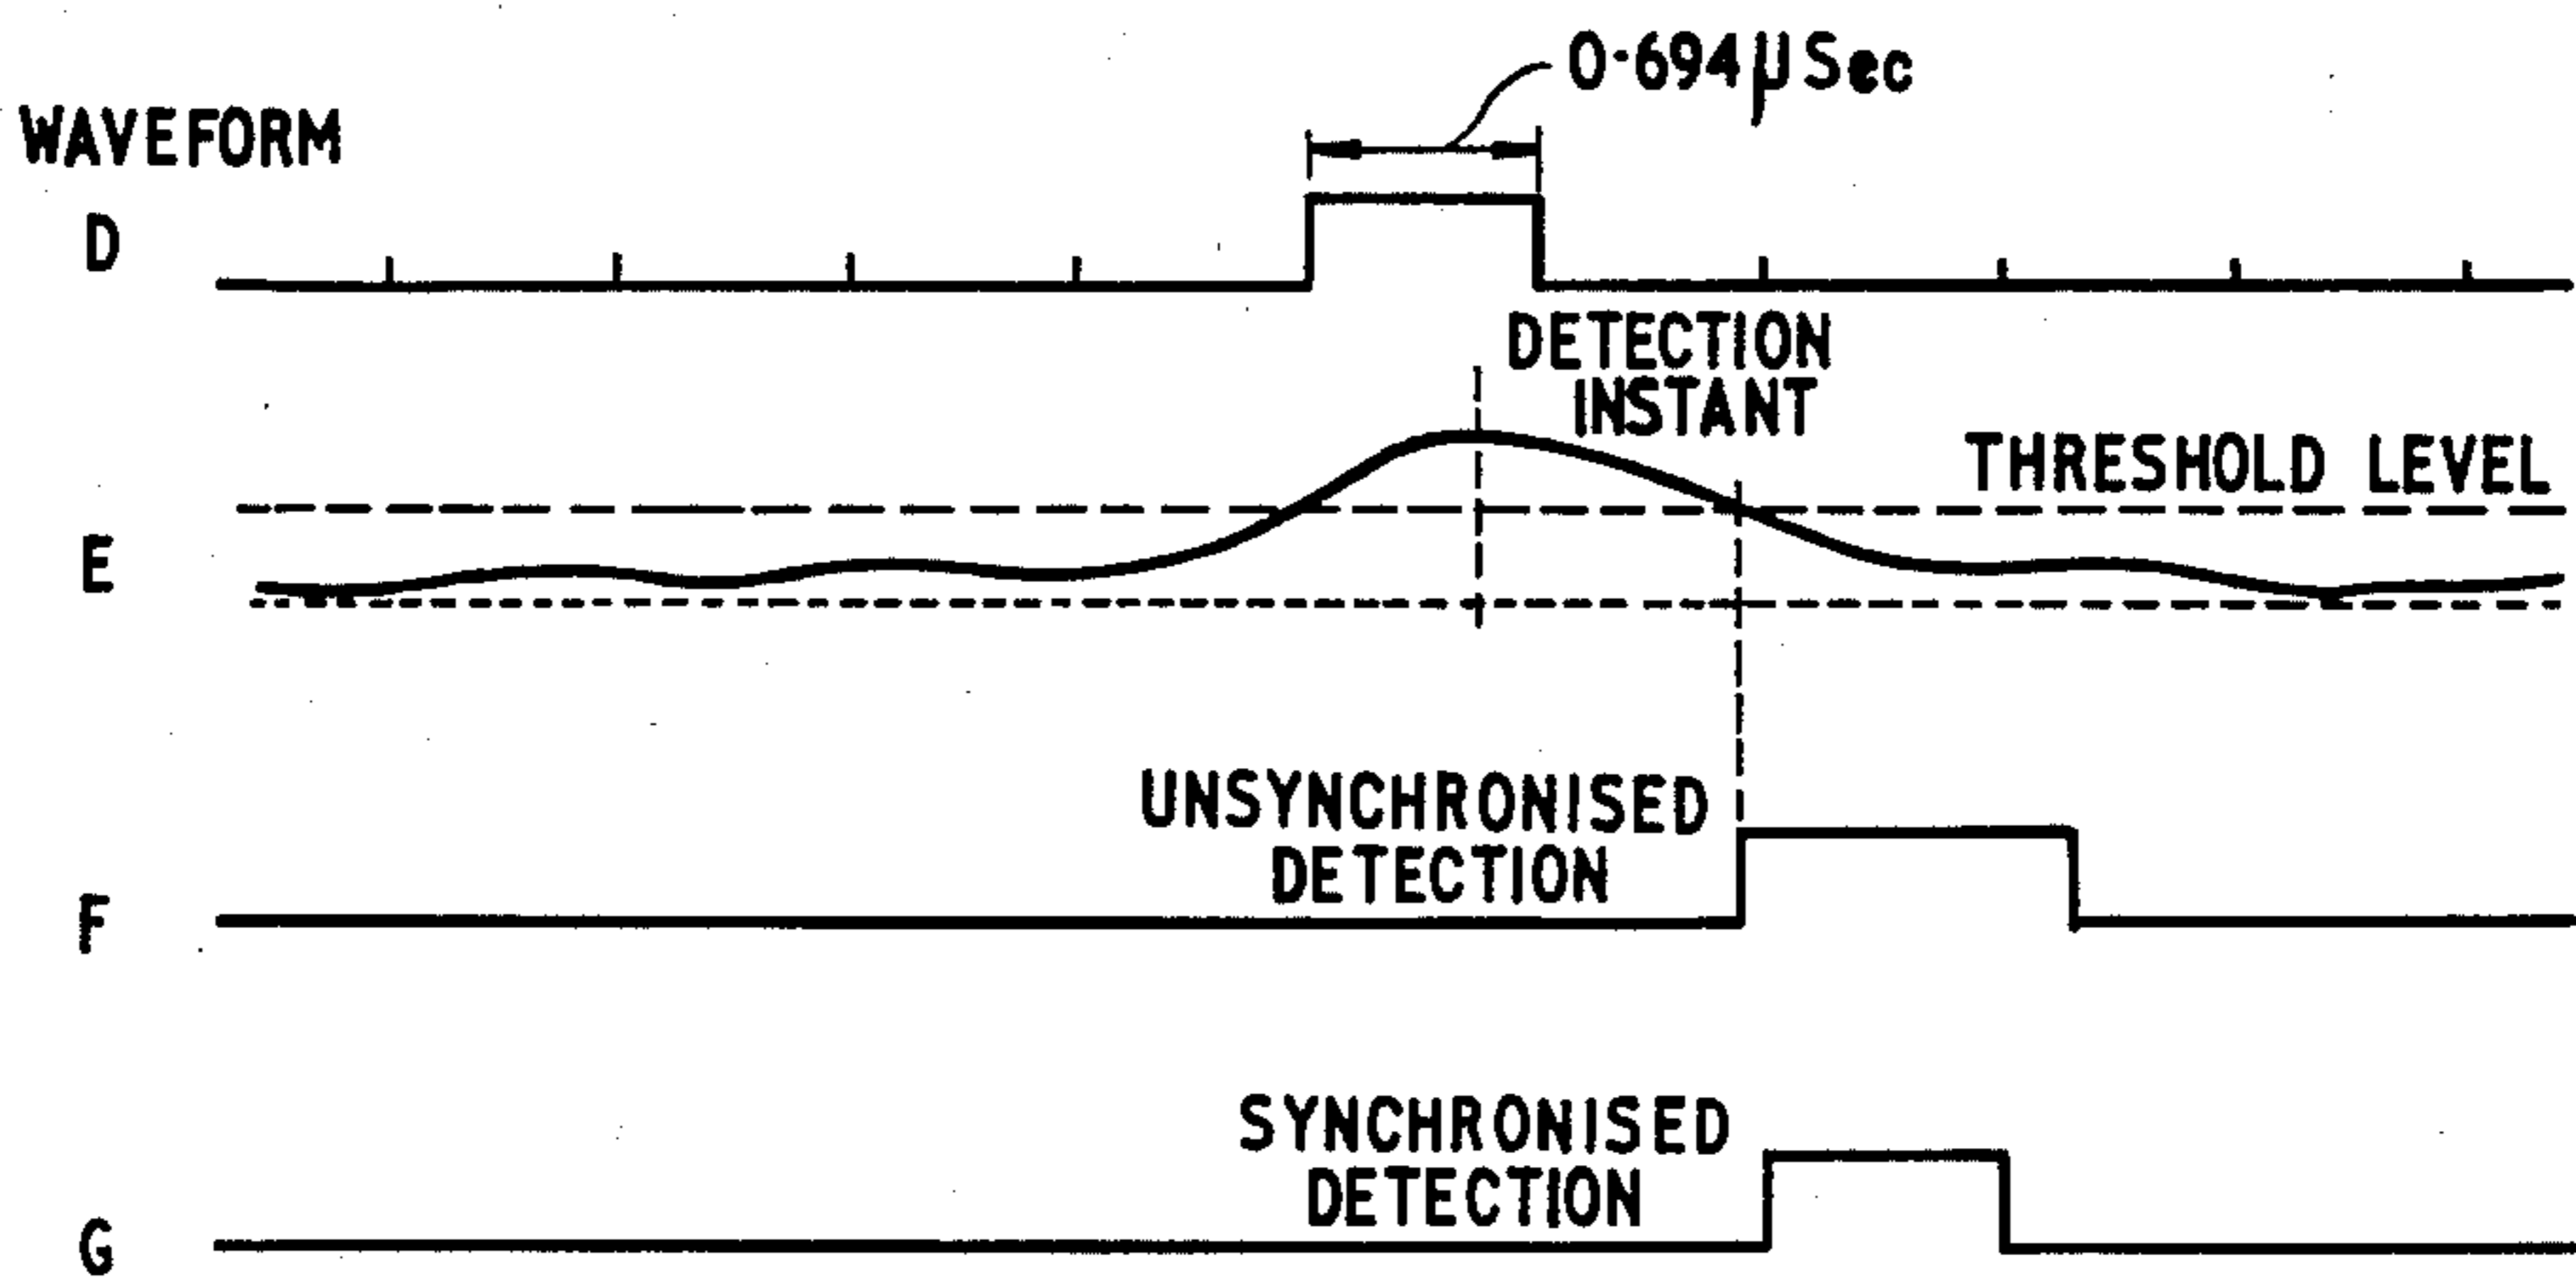 0·694µSec
WAVEFORM
D
DETECTION
INSTANT
THRESHOLD LEVEL
E
UNSYNCHRONISED
DETECTION
F
SYNCHRONISED
DETECTION
G